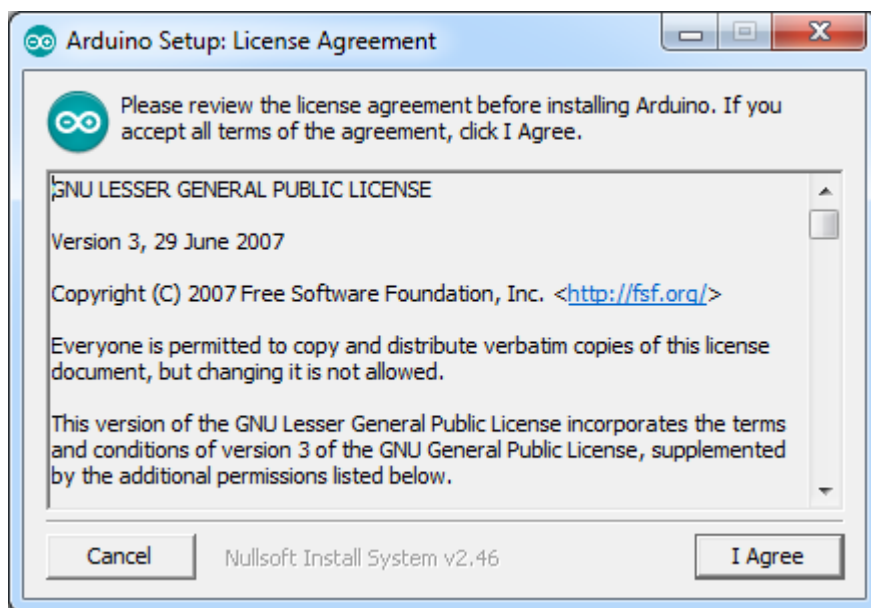 Arduino Setup: License Agreement
Please review the license agreement before installing Arduino. If you
accept all terms of the agreement, click I Agree.
GNU LESSER GENERAL PUBLIC LICENSE
Version 3, 29 June 2007
Copyright (C) 2007 Free Software Foundation, Inc. <http://fsf.org/>
Everyone is permitted to copy and distribute verbatim copies of this license
document, but changing it is not allowed.
This version of the GNU Lesser General Public License incorporates the terms
and conditions of version 3 of the GNU General Public License, supplemented
by the additional permissions listed below.
Cancel
Nullsoft Install System v2.46
I Agree